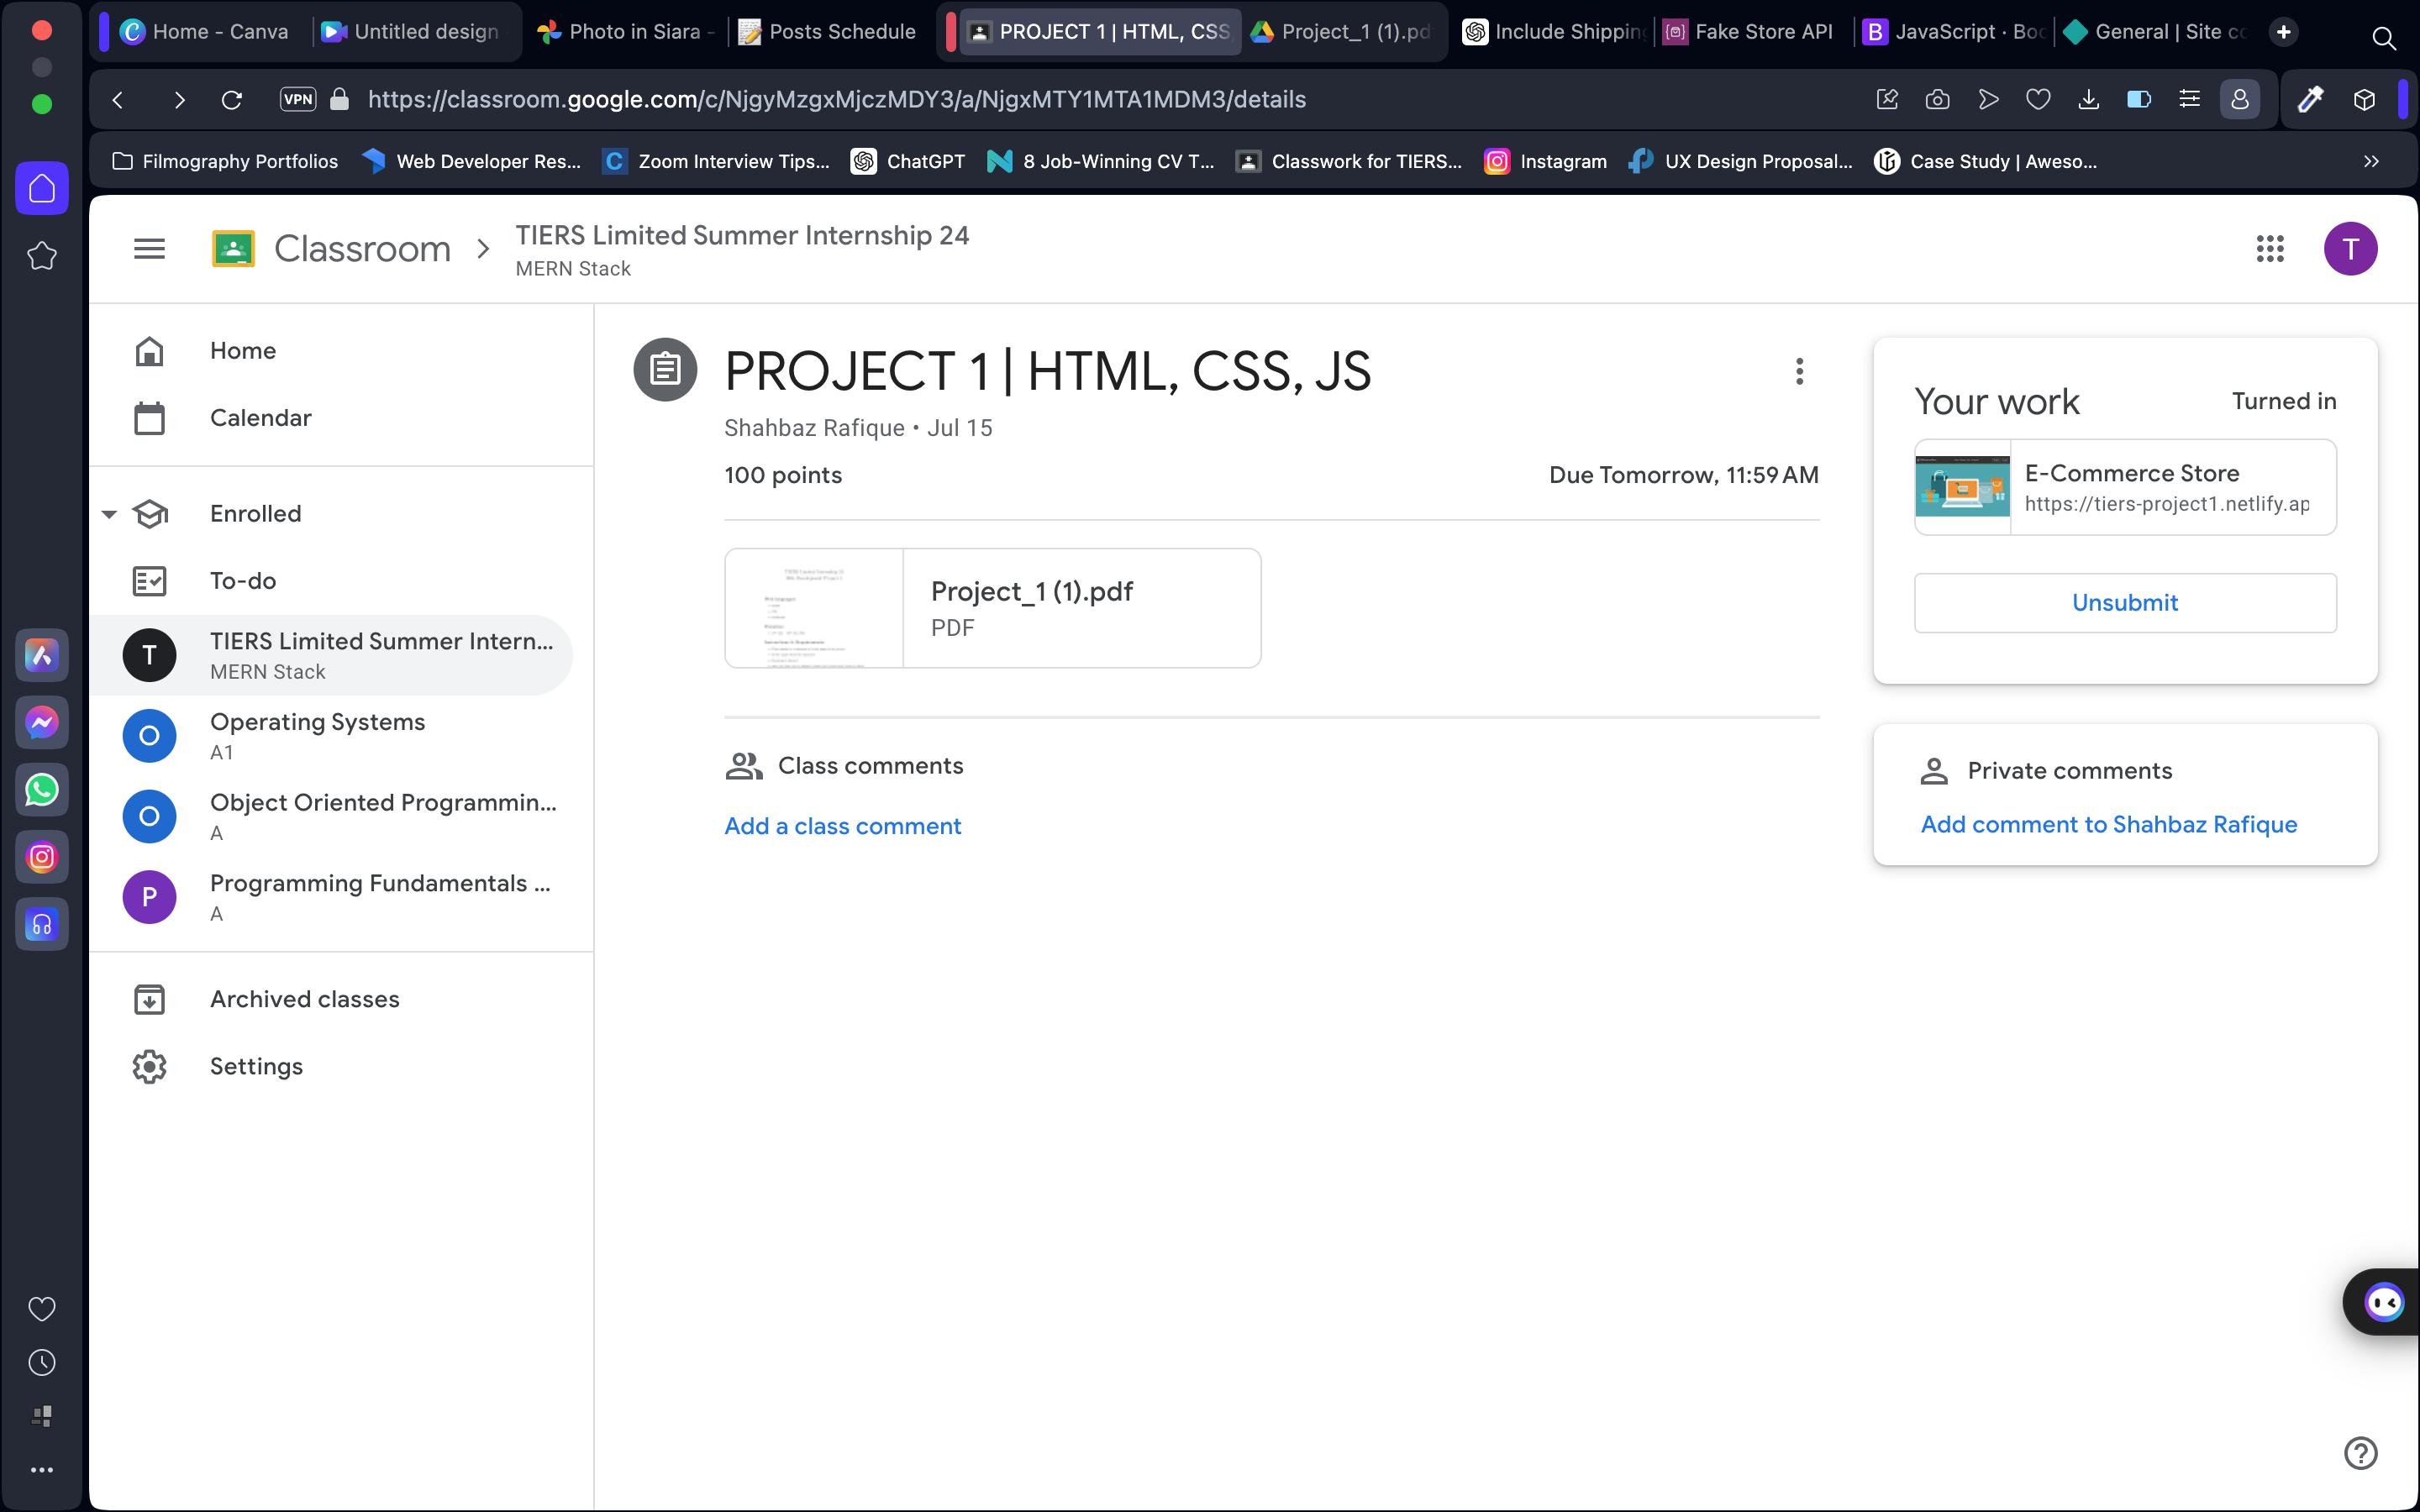 Home - Canva
Untitled design
Photo in Siara -
Posts Schedule
PROJECT 1 | HTML, CSS,
Project_1 (1).pd
Include Shipping
Fake Store API
JavaScript · Boo
General | Site co
VPN
https://classroom.google.com/c/NjgyMzgxMjczMDY3/a/NjgxMTY1MTA1MDM3/details
Filmography Portfolios
Web Developer Res...
Zoom Interview Tips...
ChatGPT
8 Job-Winning CV T...
Classwork for TIERS...
Instagram
UX Design Proposal...
Case Study | Aweso...
Classroom
TIERS Limited Summer Internship 24
MERN Stack
T
Home
Calendar
Enrolled
To-do
T
TIERS Limited Summer Intern...
MERN Stack
O
Operating Systems
A1
O
Object Oriented Programmin...
A
P
Programming Fundamentals ...
A
Archived classes
Settings
PROJECT 1 | HTML, CSS, JS
Shahbaz Rafique • Jul 15
100 points
Due Tomorrow, 11:59 AM
Project_1 (1).pdf
PDF
Class comments
Add a class comment
Your work
Turned in
E-Commerce Store
https://tiers-project1.netlify.ap
Unsubmit
Private comments
Add comment to Shahbaz Rafique